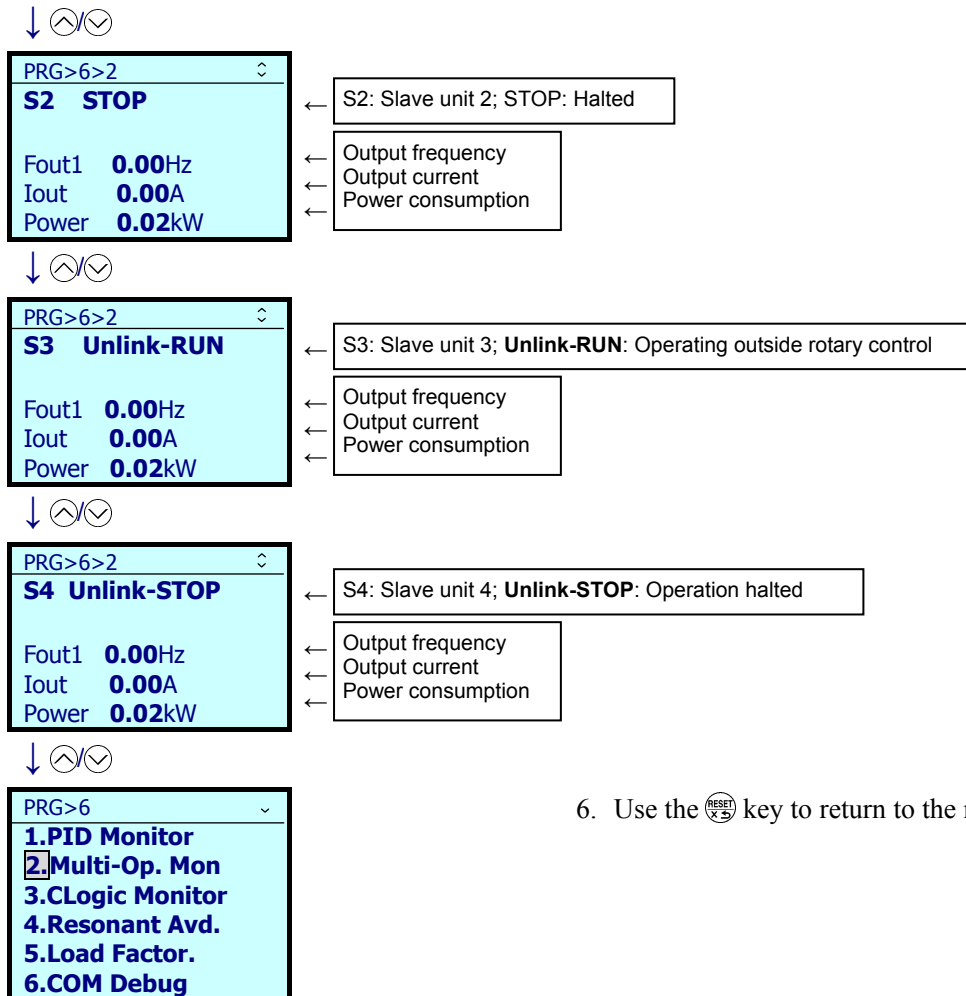 PRG>6>2
S2 STOP
Fout1 0.00Hz
Iout 0.00A
Power 0.02kW
S2: Slave unit 2; STOP: Halted
Output frequency
Output current
Power consumption
PRG>6>2
S3 Unlink-RUN
Fout1 0.00Hz
Iout 0.00A
Power 0.02kW
S3: Slave unit 3; Unlink-RUN: Operating outside rotary control
Output frequency
Output current
Power consumption
PRG>6>2
S4 Unlink-STOP
Fout1 0.00Hz
Iout 0.00A
Power 0.02kW
S4: Slave unit 4; Unlink-STOP: Operation halted
Output frequency
Output current
Power consumption
PRG>6
1.PID Monitor
2.Multi-Op. Mon
3.CLogic Monitor
4.Resonant Avd.
5.Load Factor.
6.COM Debug
6. Use the RESET key to return to the